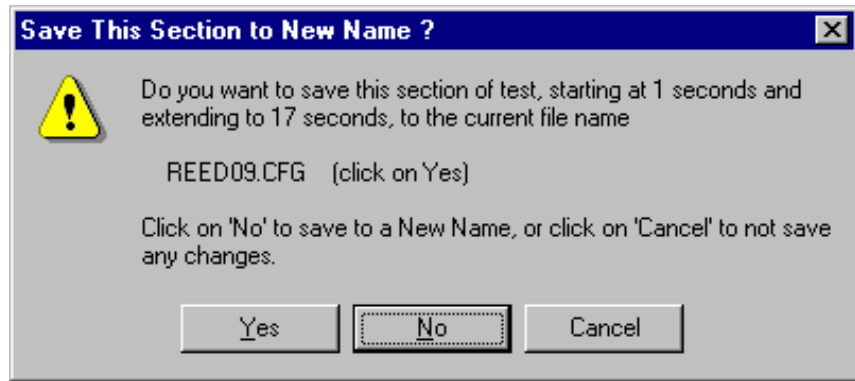 Save This Section to New Name ?
Do you want to save this section of test, starting at 1 seconds and
extending to 17 seconds, to the current file name
REED09.CFG (click on Yes)
Click on 'No' to save to a New Name, or click on 'Cancel' to not save
any changes.
Yes No Cancel